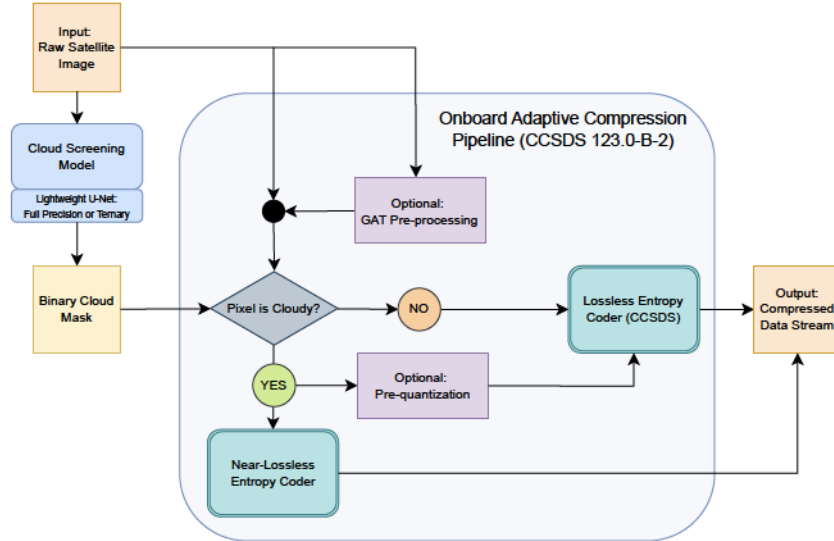 Input:
Raw Satellite
Image
Onboard Adaptive Compression
Pipeline (CCSDS 123.0-B-2)
Cloud Screening
Model
Lightweight U-Net:
Full Precision or Ternary
Optional:
GAT Pre-processing
Binary Cloud
Mask
Pixel is Cloudy?
NO
Lossless Entropy
Coder (CCSDS)
Output:
Compressed
Data Stream
YES
Optional:
Pre-quantization
Near-Lossless
Entropy Coder